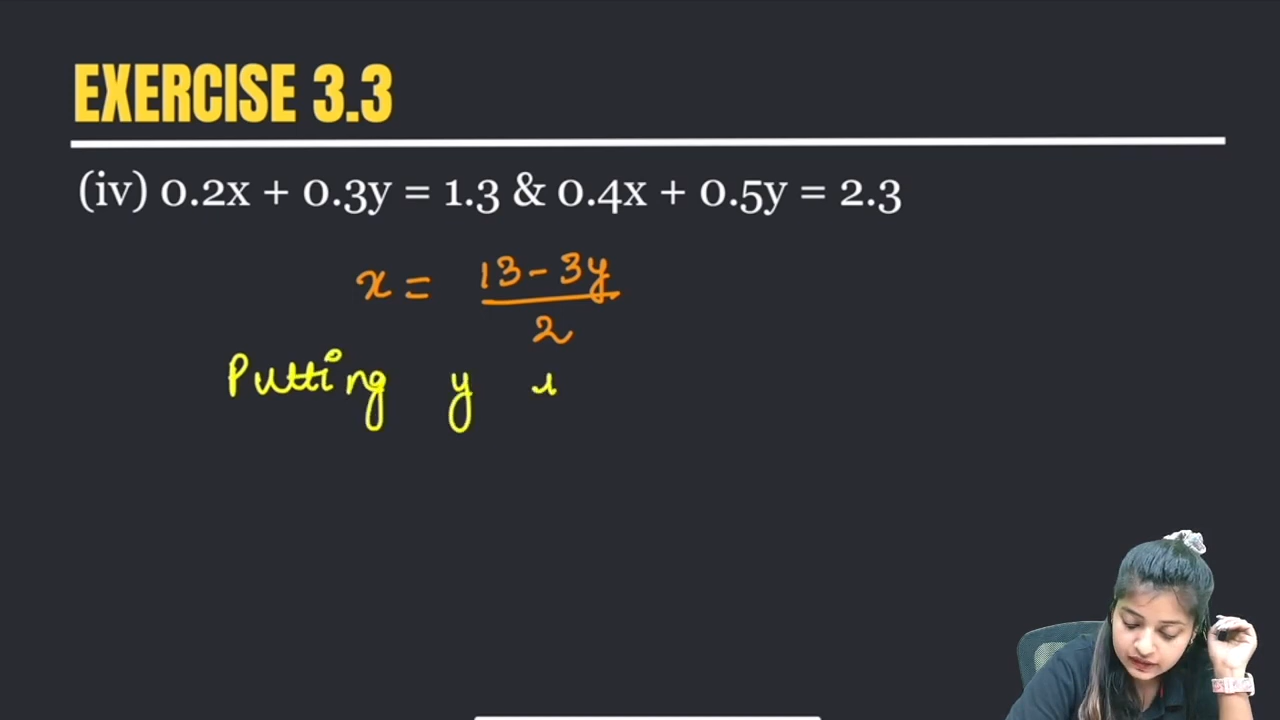 EXERCISE 3.3
(iv) 0.2x + 0.3y = 1.3 & 0.4x + 0.5y = 2.3
x = 13 - 3y
2
Putting y